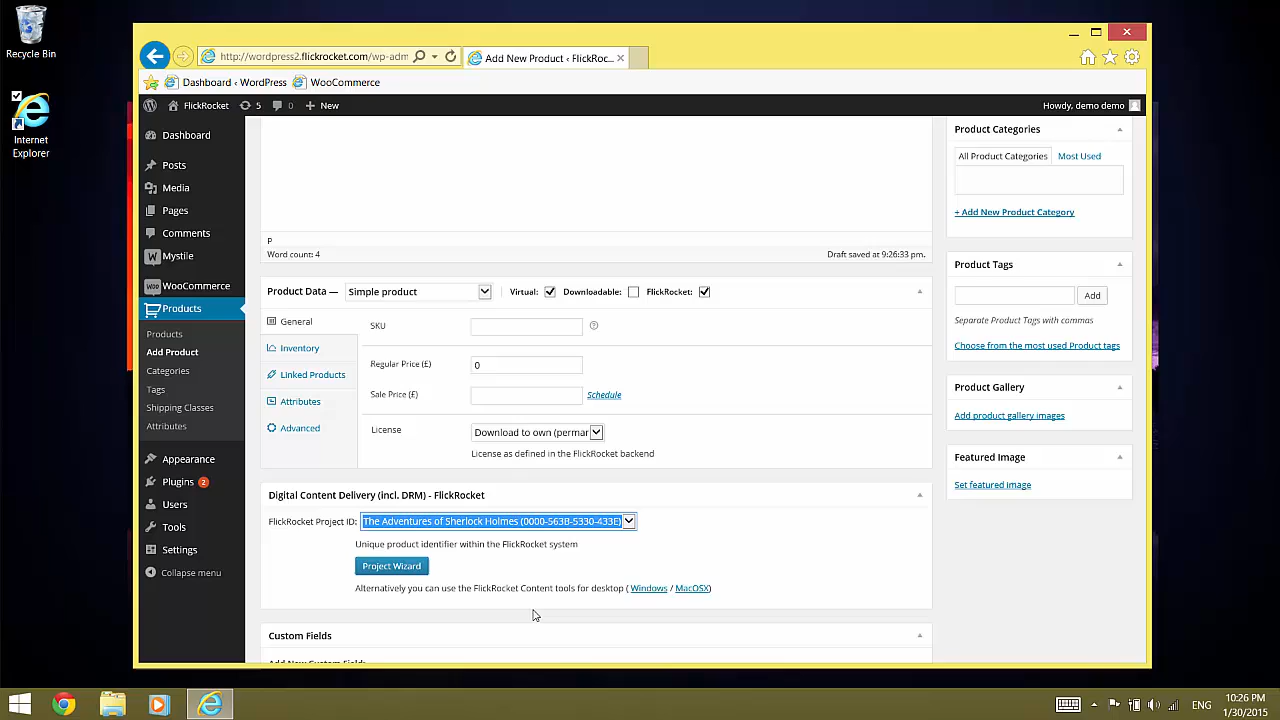 Recycle Bin
Internet
Explorer
http://wordpress2.flickrocket.com/wp-adm
Add New Product ‹ FlickRoc...
Dashboard ‹ WordPress
WooCommerce
FlickRocket
5
0
+ New
Howdy, demo demo
Dashboard
Posts
Media
Pages
Comments
Mystile
WooCommerce
Products
Products
Add Product
Categories
Tags
Shipping Classes
Attributes
Appearance
Plugins 2
Users
Tools
Settings
Collapse menu
P
Word count: 4
Draft saved at 9:26:33 pm.
Product Data —
Simple product
Virtual:
Downloadable:
FlickRocket:
General
Inventory
Linked Products
Attributes
Advanced
SKU
Regular Price (£)
0
Sale Price (£)
Schedule
License
Download to own (permar
License as defined in the FlickRocket backend
Digital Content Delivery (incl. DRM) - FlickRocket
FlickRocket Project ID:
The Adventures of Sherlock Holmes (0000-563B-5330-433E)
Unique product identifier within the FlickRocket system
Project Wizard
Alternatively you can use the FlickRocket Content tools for desktop ( Windows / MacOSX)
Custom Fields
Add New Custom Field:
Product Categories
All Product Categories
Most Used
+ Add New Product Category
Product Tags
Add
Separate Product Tags with commas
Choose from the most used Product tags
Product Gallery
Add product gallery images
Featured Image
Set featured image
ENG
10:26 PM
1/30/2015